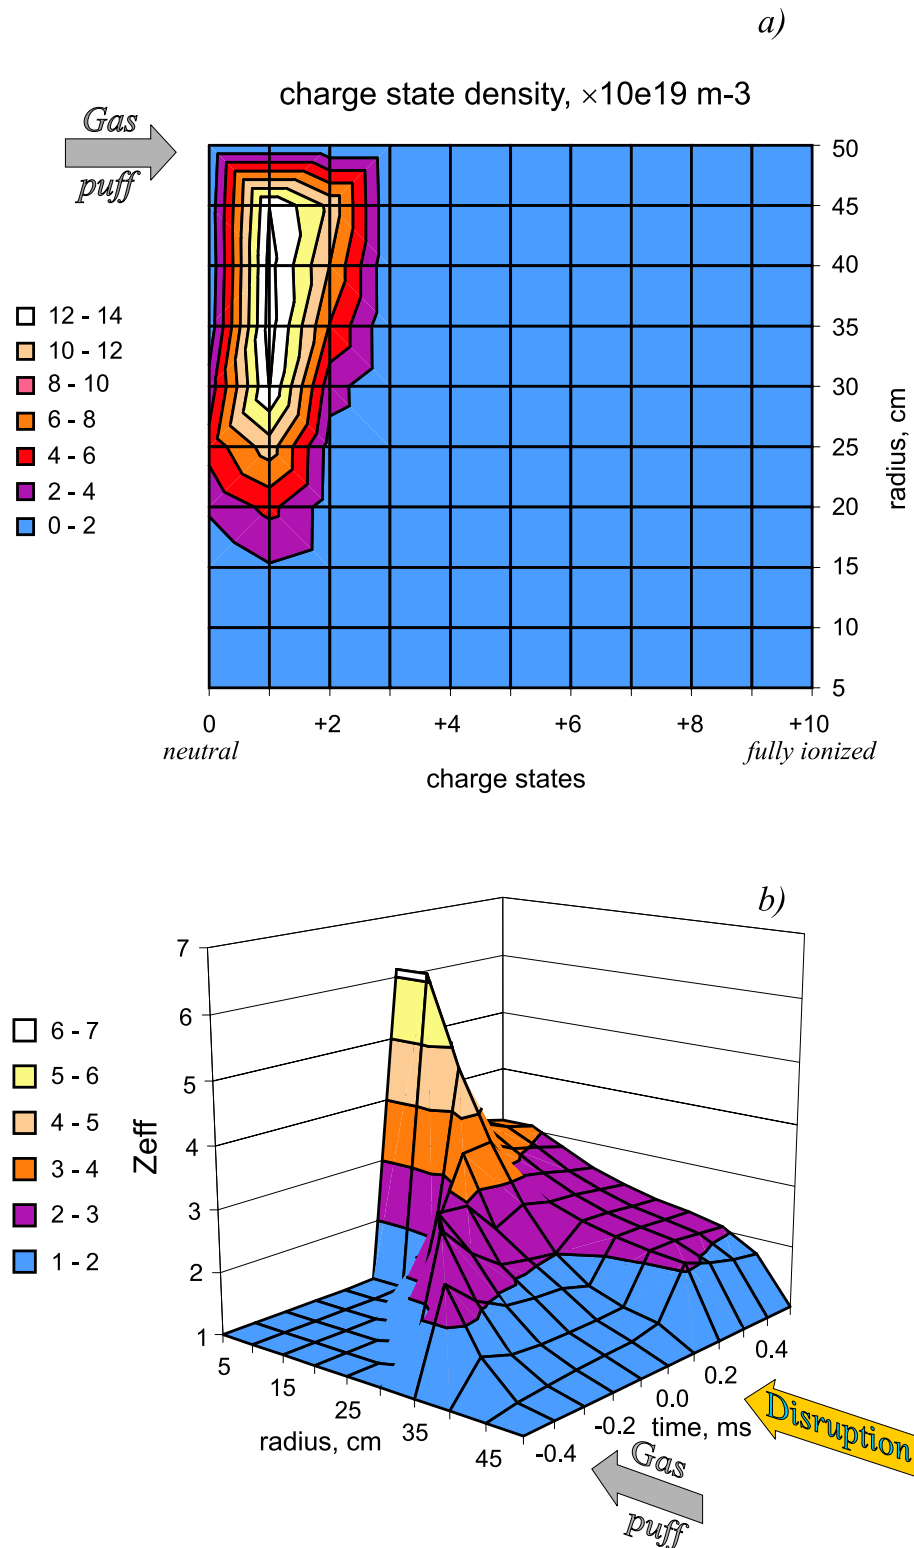 a)
charge state density, ×10e19 m-3
Gas
puff
50
45
40
35
30
25
20
15
10
5
radius, cm
12 - 14
10 - 12
8 - 10
6 - 8
4 - 6
2 - 4
0 - 2
0 +2 +4 +6 +8 +10
neutral fully ionized
charge states
b)
7
6
5
4
3
2
1
Zeff
6 - 7
5 - 6
4 - 5
3 - 4
2 - 3
1 - 2
5
15
25
35
45
radius, cm
-0.4
-0.2
0.0
0.2
0.4
time, ms
Disruption
Gas
puff